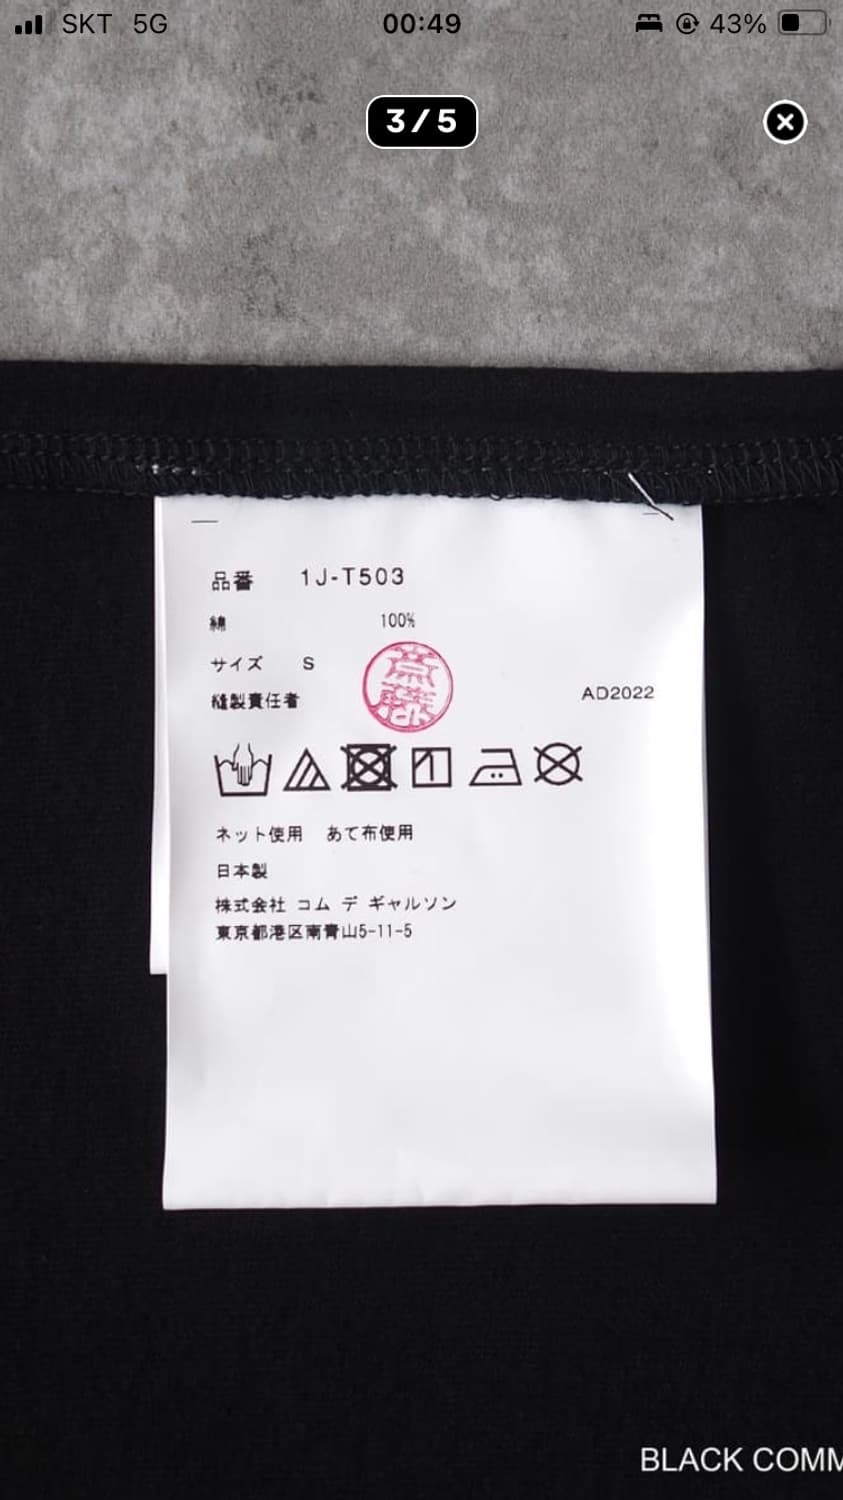 SKT 5G 00:49 43%
3/5
品番 1J-T503
綿 100%
サイズ S
斎藤
縫製責任者 AD2022
ネット使用 あて布使用
日本製
株式会社 コム デ ギャルソン
東京都港区南青山5-11-5
BLACK COMM